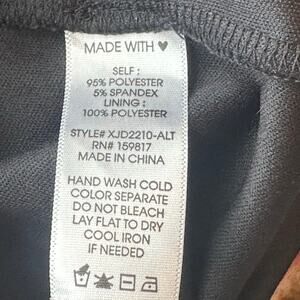 MADE WITH ♥
SELF :
95% POLYESTER
5% SPANDEX
LINING :
100% POLYESTER
STYLE# XJD2210-ALT
RN# 159817
MADE IN CHINA
HAND WASH COLD
COLOR SEPARATE
DO NOT BLEACH
LAY FLAT TO DRY
COOL IRON
IF NEEDED